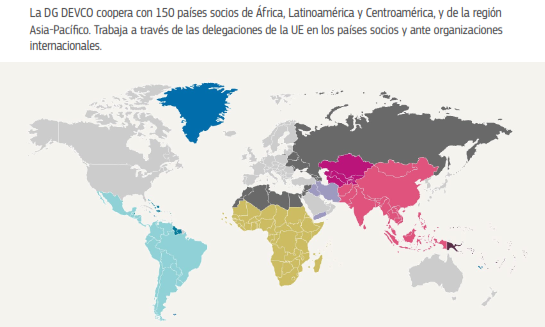 La DG DEVCO coopera con 150 países socios de África, Latinoamérica y Centroamérica, y de la región
Asia-Pacífico. Trabaja a través de las delegaciones de la UE en los países socios y ante organizaciones
internacionales.